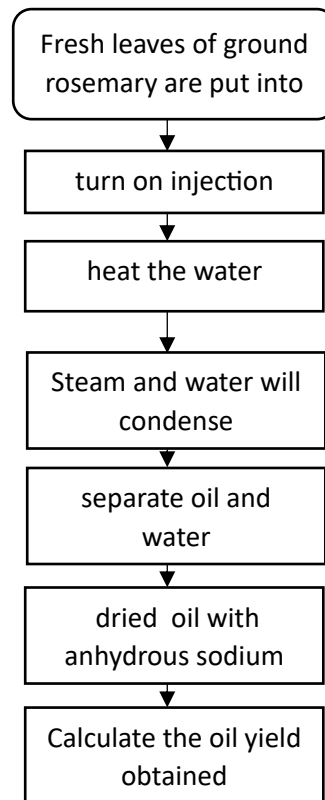 Fresh leaves of ground
rosemary are put into
turn on injection
heat the water
Steam and water will
condense
separate oil and
water
dried oil with
anhydrous sodium
Calculate the oil yield
obtained